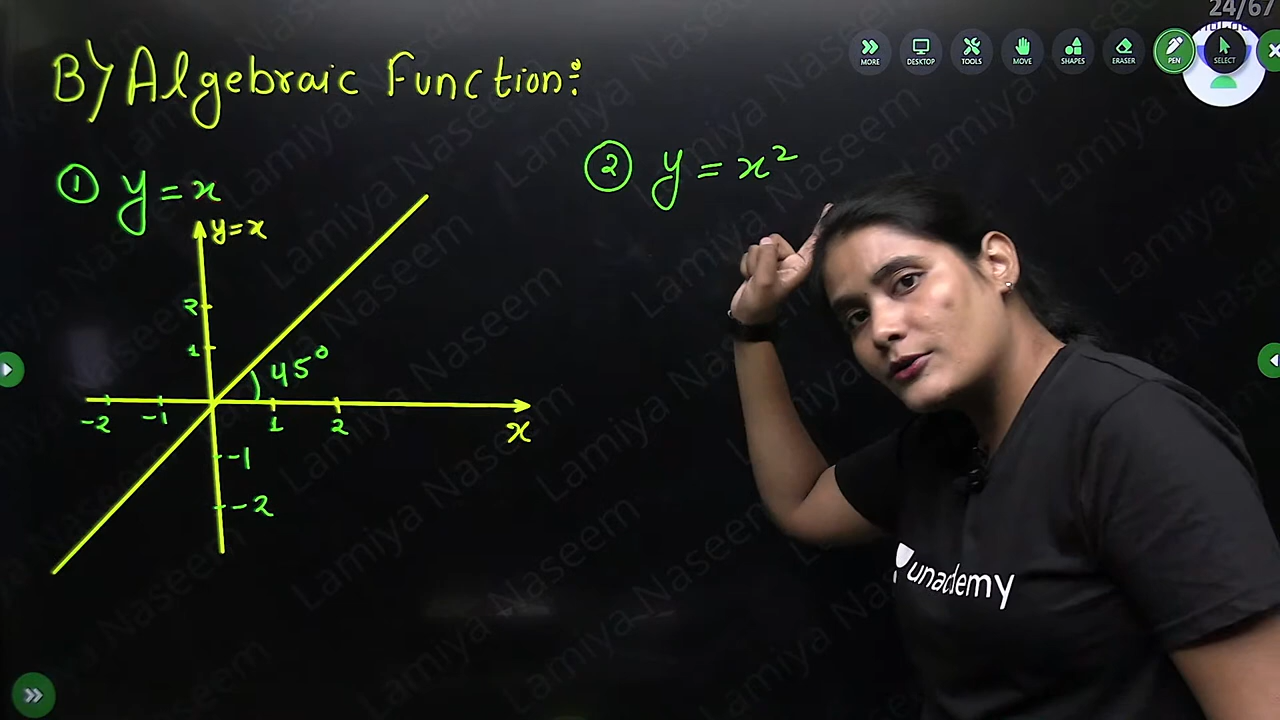 24/67
MORE
DESKTOP
TOOLS
MOVE
SHAPES
ERASER
PEN
SELECT
B) Algebraic Function:
① y = x
② y = x²
y = x
2
1
45°
-2 -1 1 2
x
-1
-2
unacademy
Lamiya Naseem